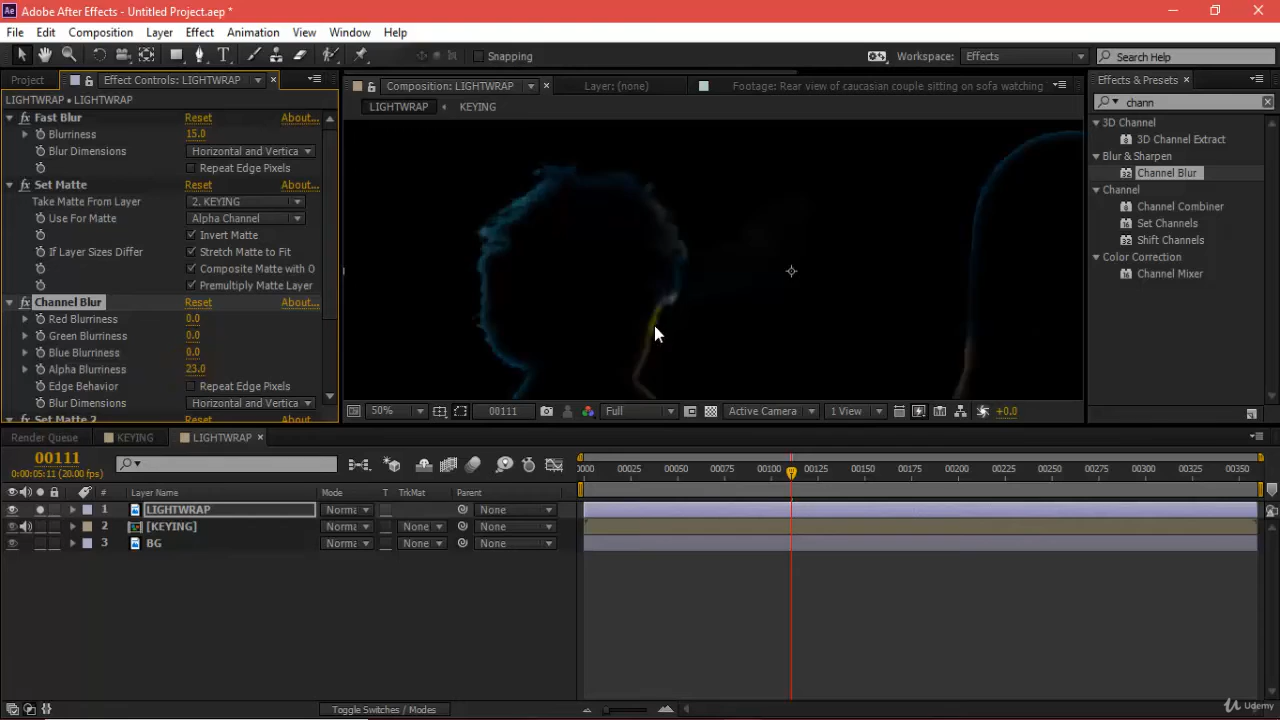 Adobe After Effects - Untitled Project.aep *
File Edit Composition Layer Effect Animation View Window Help
Snapping Workspace: Effects Search Help
Project Effect Controls: LIGHTWRAP Composition: LIGHTWRAP Layer: (none) Footage: Rear view of caucasian couple sitting on sofa watching Effects & Presets
LIGHTWRAP • LIGHTWRAP
LIGHTWRAP KEYING
chann
fx Fast Blur Reset About...
Blurriness 15.0
Blur Dimensions Horizontal and Vertica
Repeat Edge Pixels
fx Set Matte Reset About...
Take Matte From Layer 2. KEYING
Use For Matte Alpha Channel
Invert Matte
If Layer Sizes Differ Stretch Matte to Fit
Composite Matte with O
Premultiply Matte Layer
fx Channel Blur Reset About...
Red Blurriness 0.0
Green Blurriness 0.0
Blue Blurriness 0.0
Alpha Blurriness 23.0
Edge Behavior Repeat Edge Pixels
Blur Dimensions Horizontal and Vertica
fx Set Matte 2 Reset About...
3D Channel
3D Channel Extract
Blur & Sharpen
Channel Blur
Channel
Channel Combiner
Set Channels
Shift Channels
Color Correction
Channel Mixer
50% 00111 Full Active Camera 1 View +0.0
Render Queue KEYING LIGHTWRAP
00111
0:00:05:11 (20.00 fps)
0000 00025 00050 00075 00100 00125 00150 00175 00200 00225 00250 00275 00300 00325 00350
# Layer Name Mode T TrkMat Parent
1 LIGHTWRAP Norma None
2 [KEYING] Norma None None
3 BG Norma None None
Toggle Switches / Modes
Udemy